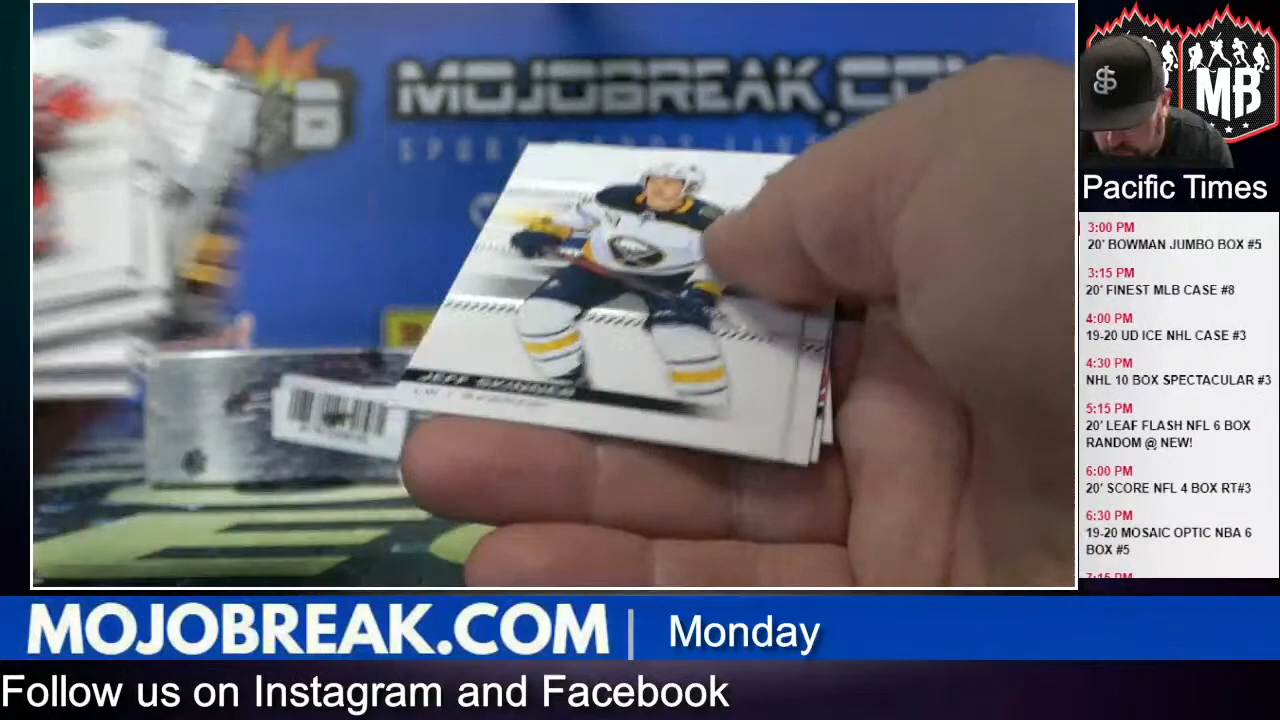 MOJOBREAK.COM
JEFF SKINNER
MB
Pacific Times
3:00 PM
20' BOWMAN JUMBO BOX #5
3:15 PM
20' FINEST MLB CASE #8
4:00 PM
19-20 UD ICE NHL CASE #3
4:30 PM
NHL 10 BOX SPECTACULAR #3
5:15 PM
20' LEAF FLASH NFL 6 BOX
RANDOM @ NEW!
6:00 PM
20' SCORE NFL 4 BOX RT#3
6:30 PM
19-20 MOSAIC OPTIC NBA 6
BOX #5
MOJOBREAK.COM | Monday
Follow us on Instagram and Facebook